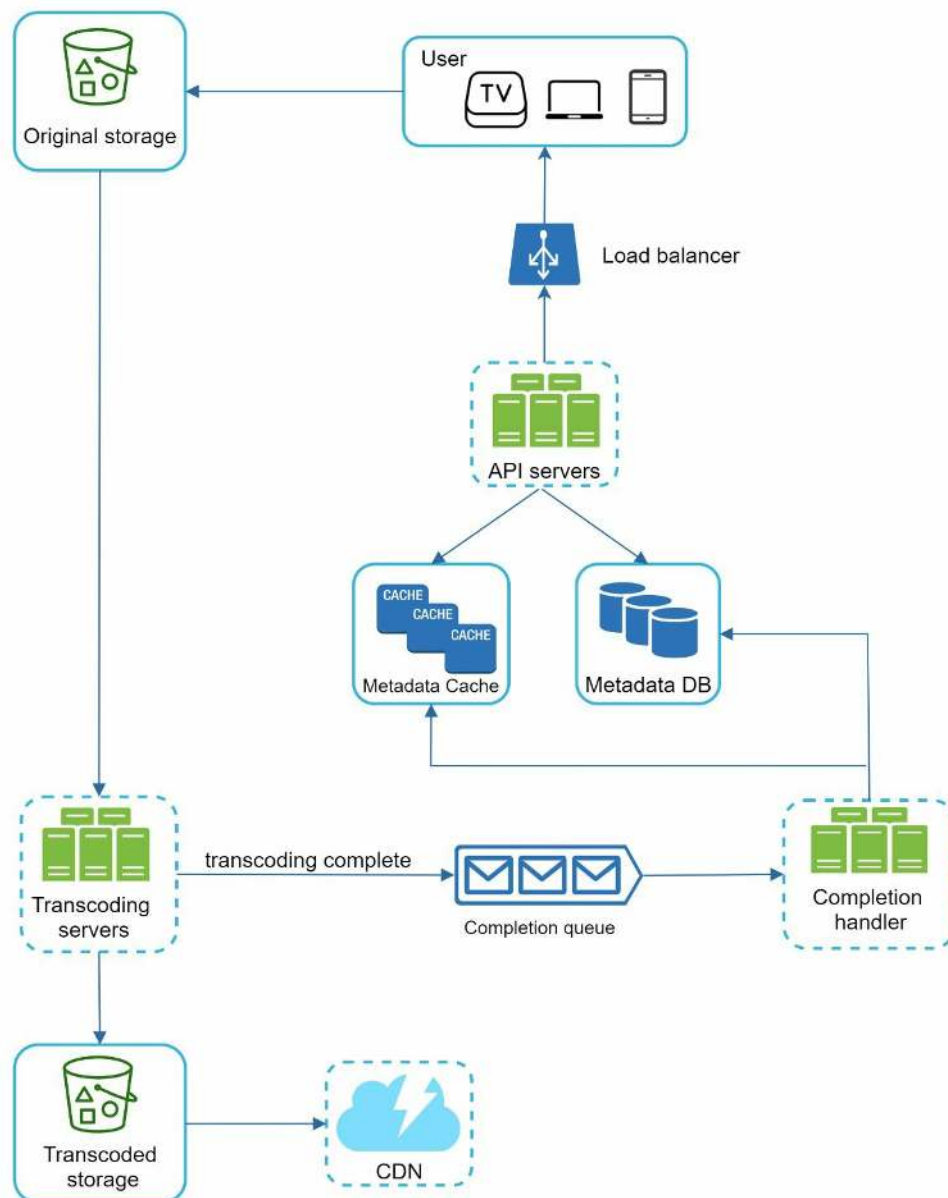 User
TV
Original storage
Load balancer
API servers
CACHE
CACHE
CACHE
Metadata Cache
Metadata DB
transcoding complete
Transcoding
servers
Completion queue
Completion
handler
Transcoded
storage
CDN